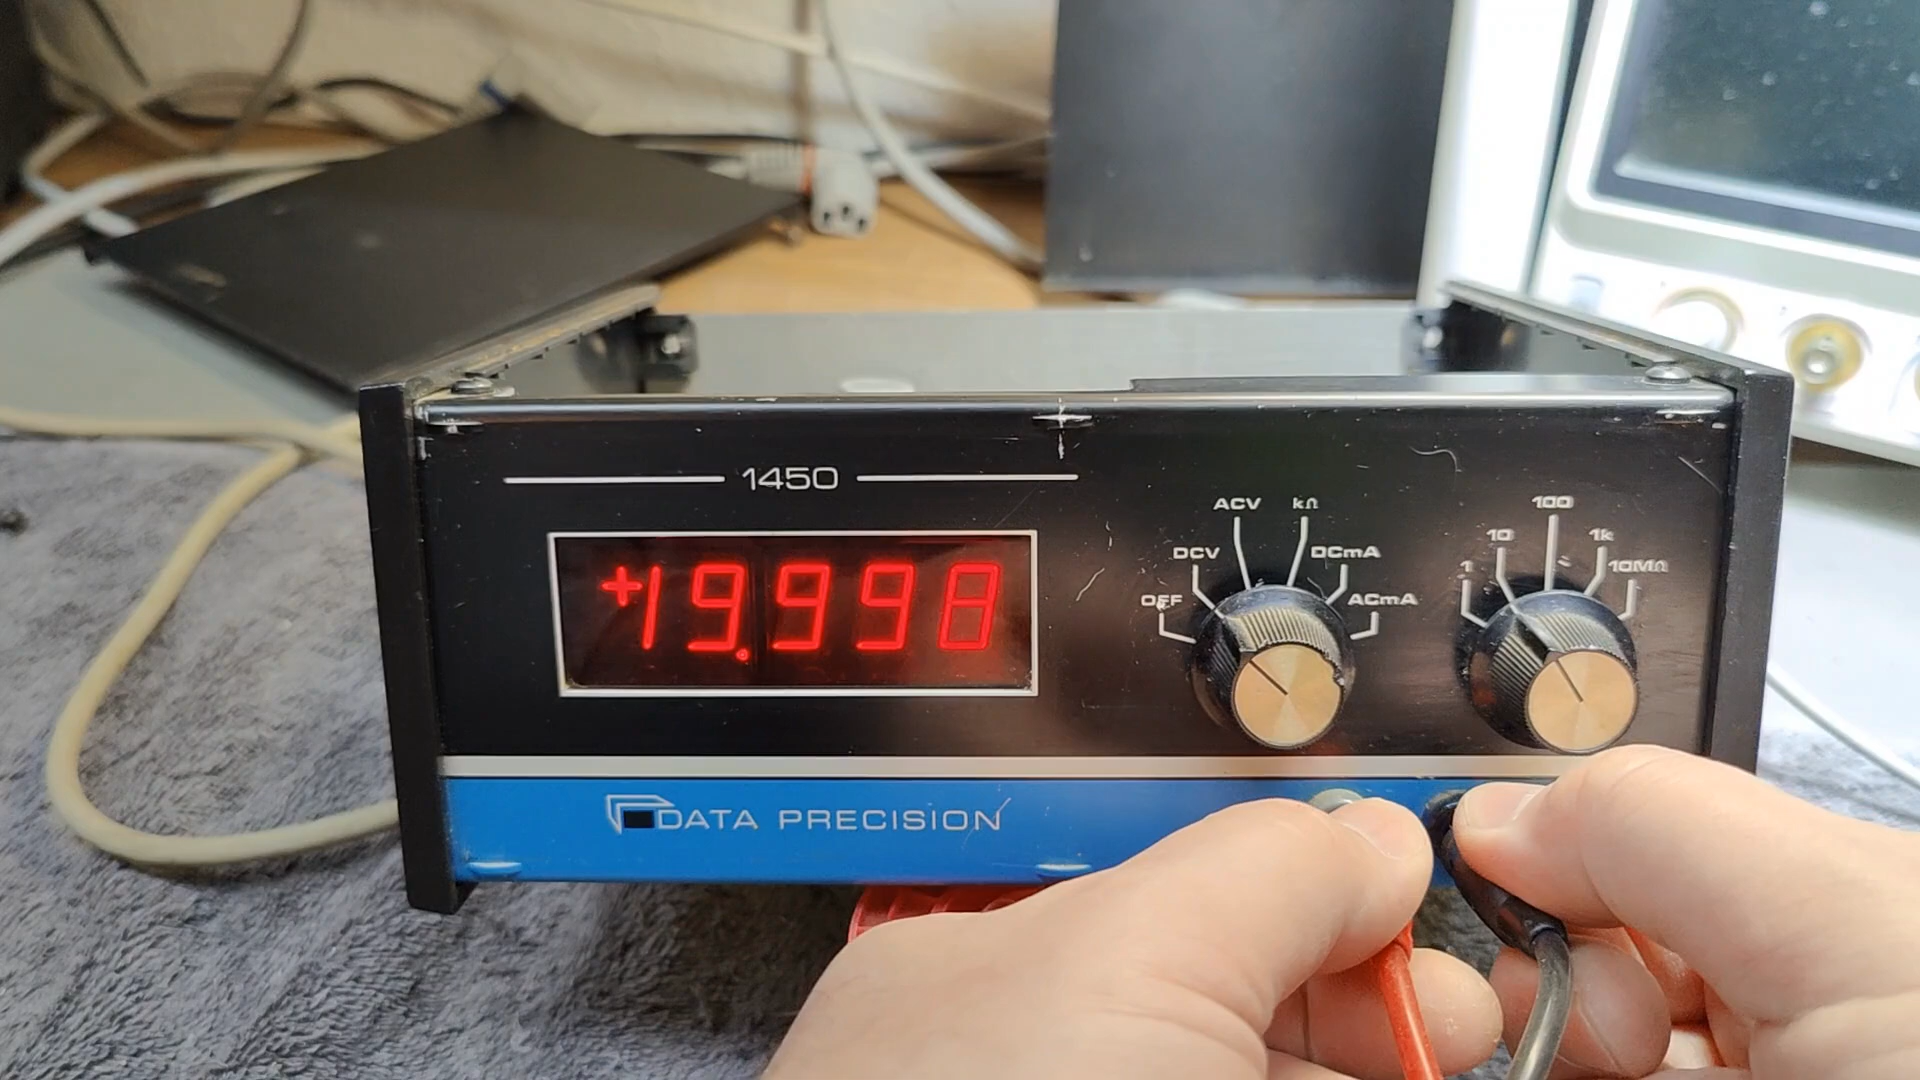 1450
+19.998
OFF
DCV
ACV
kΩ
DCmA
ACmA
1
10
100
1k
10MΩ
DATA PRECISION